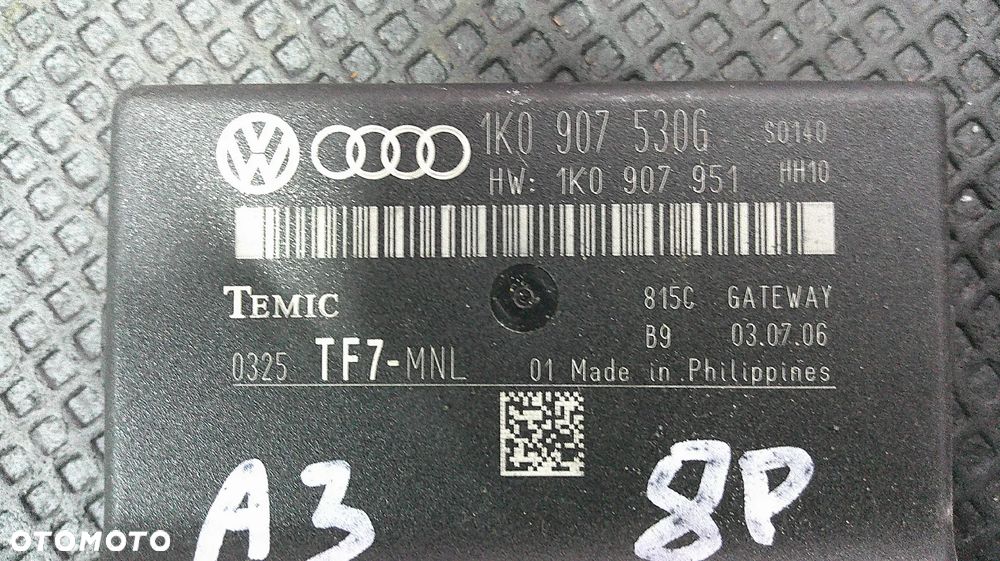 1K0 907 530G S0140
HW: 1K0 907 951 HH10
TEMIC 815C GATEWAY
B9 03.07.06
0325 TF7-MNL 01 Made in Philippines
A3 8P
OTOMOTO